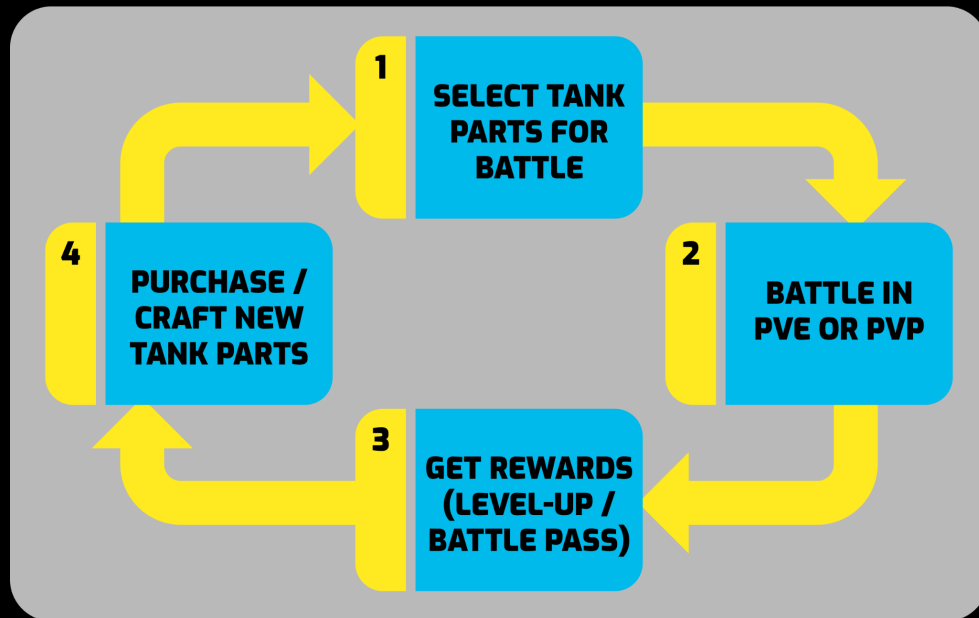 1
SELECT TANK
PARTS FOR
BATTLE
2
BATTLE IN
PVE OR PVP
3
GET REWARDS
(LEVEL-UP /
BATTLE PASS)
4
PURCHASE /
CRAFT NEW
TANK PARTS